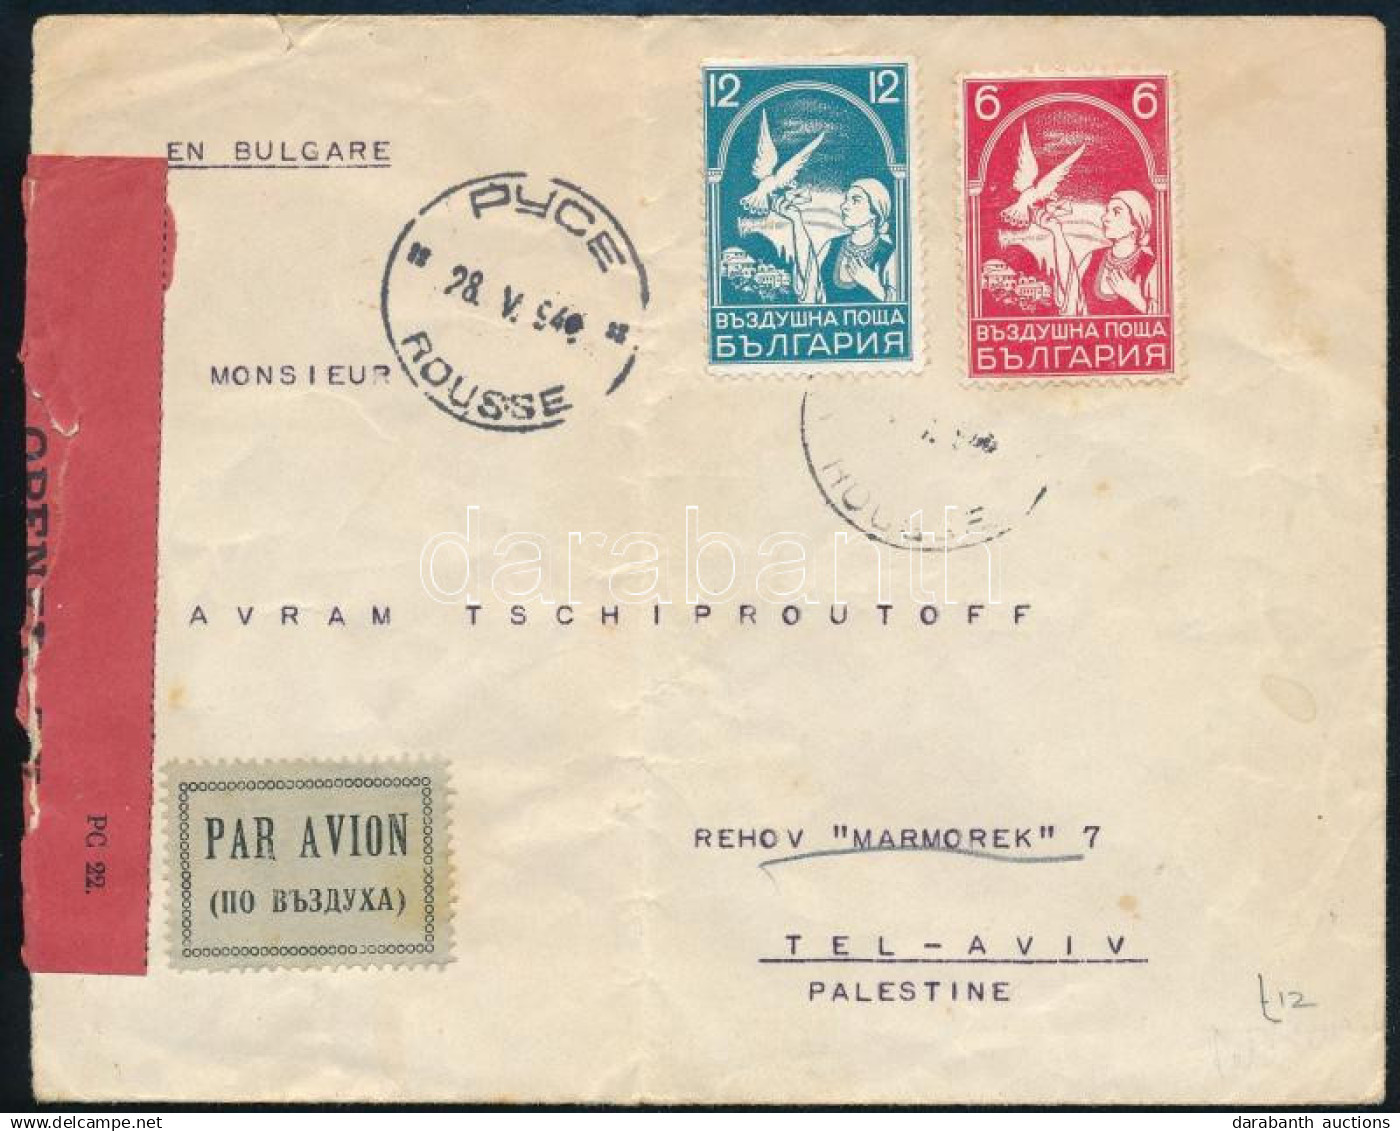 EN BULGARE
РУСЕ
28. V. 940.
ROUSSE
12 12
ВЪЗДУШНА ПОЩА
БЪЛГАРИЯ
6 6
ВЪЗДУШНА ПОЩА
БЪЛГАРИЯ
MONSIEUR
ROUSSE
darabanth
AVRAM TSCHIPROUTOFF
PC 22.
PAR AVION
(ПО ВЪЗДУХА)
REHOV "MARMOREK" 7
TEL-AVIV
PALESTINE
darabanth auctions